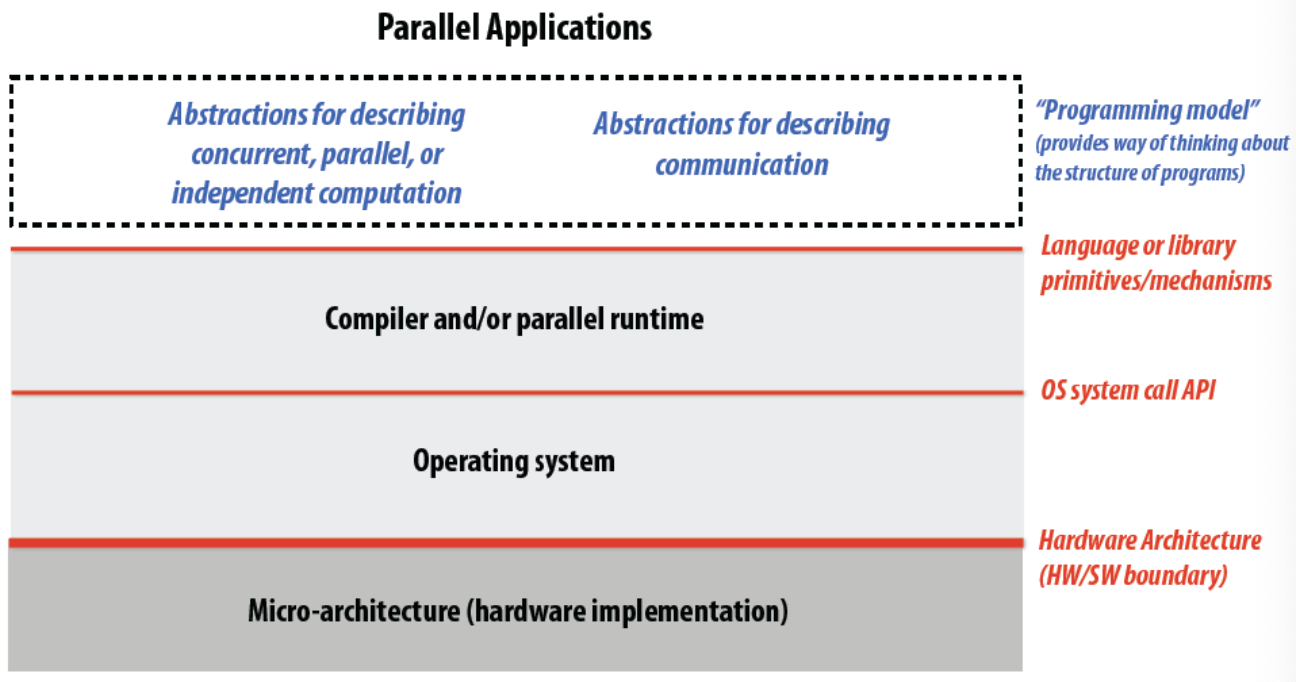 Parallel Applications
Abstractions for describing
concurrent, parallel, or
independent computation
Abstractions for describing
communication
“Programming model”
(provides way of thinking about
the structure of programs)
Language or library
primitives/mechanisms
Compiler and/or parallel runtime
OS system call API
Operating system
Hardware Architecture
(HW/SW boundary)
Micro-architecture (hardware implementation)